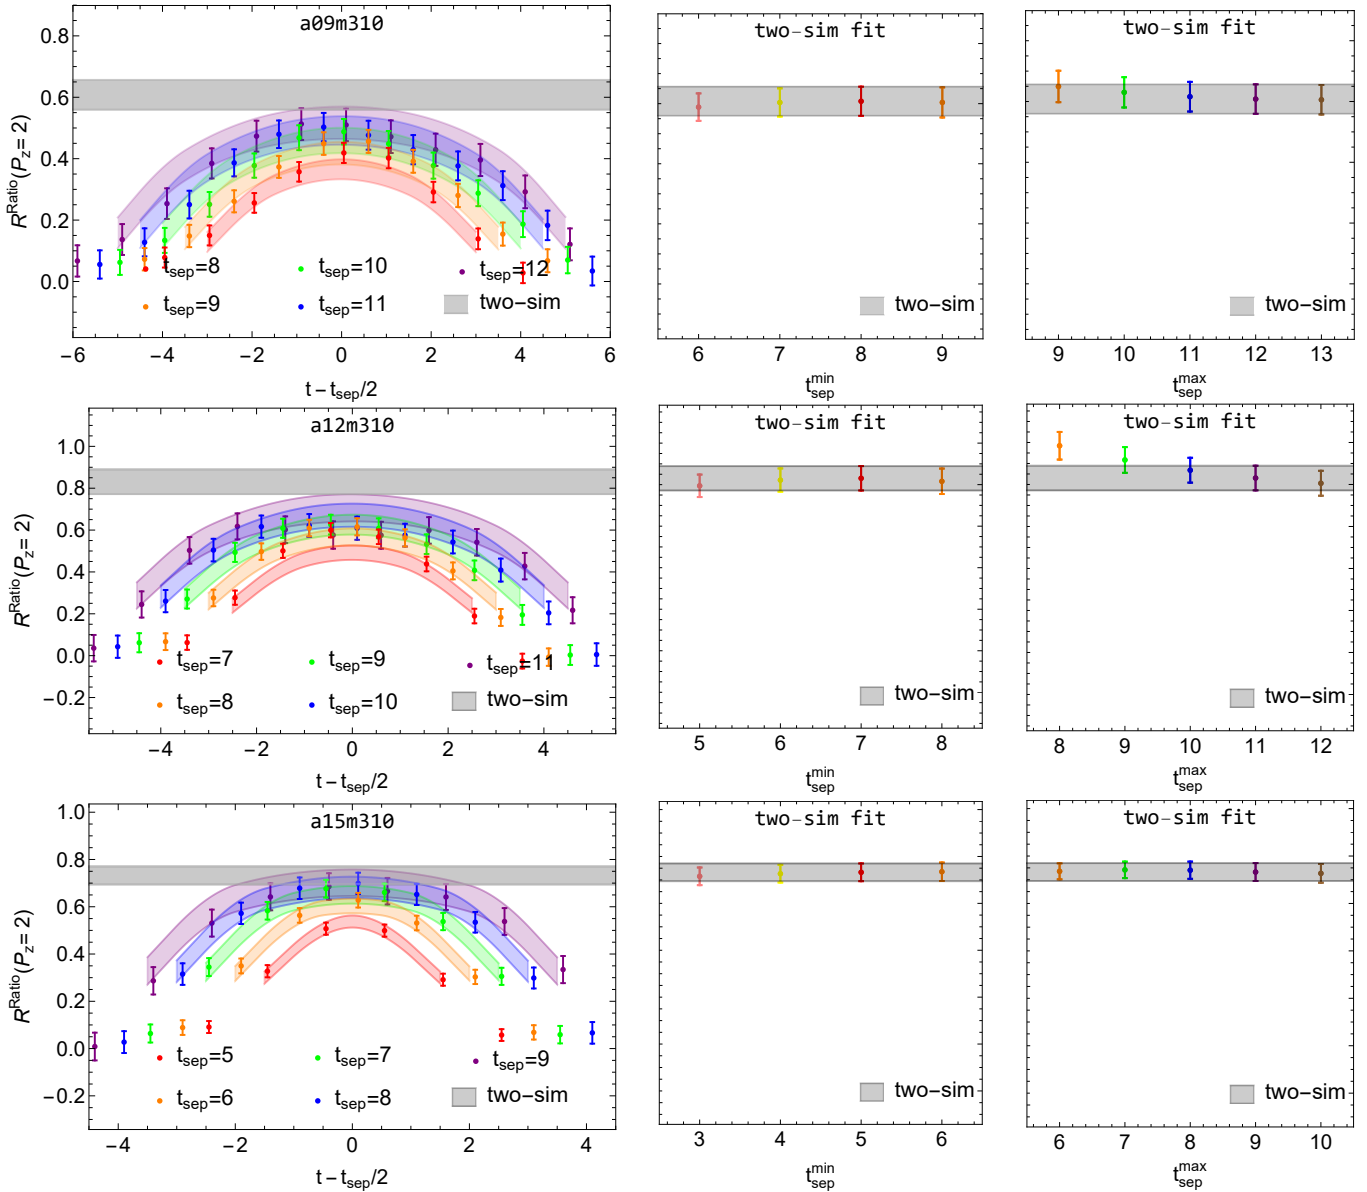 a09m310
two-sim fit
two-sim fit
0.8
0.6
0.4
0.2
0.0
R^Ratio(P_z = 2)
t_sep=8
t_sep=10
t_sep=12
t_sep=9
t_sep=11
two-sim
two-sim
two-sim
−6 −4 −2 0 2 4 6
6 7 8 9
9 10 11 12 13
t − t_sep/2
t_sep^min
t_sep^max
a12m310
two-sim fit
two-sim fit
1.0
0.8
0.6
0.4
0.2
0.0
−0.2
R^Ratio(P_z = 2)
t_sep=7
t_sep=9
t_sep=11
t_sep=8
t_sep=10
two-sim
two-sim
two-sim
−4 −2 0 2 4
5 6 7 8
8 9 10 11 12
t − t_sep/2
t_sep^min
t_sep^max
a15m310
two-sim fit
two-sim fit
1.0
0.8
0.6
0.4
0.2
0.0
−0.2
R^Ratio(P_z = 2)
t_sep=5
t_sep=7
t_sep=9
t_sep=6
t_sep=8
two-sim
two-sim
two-sim
−4 −2 0 2 4
3 4 5 6
6 7 8 9 10
t − t_sep/2
t_sep^min
t_sep^max